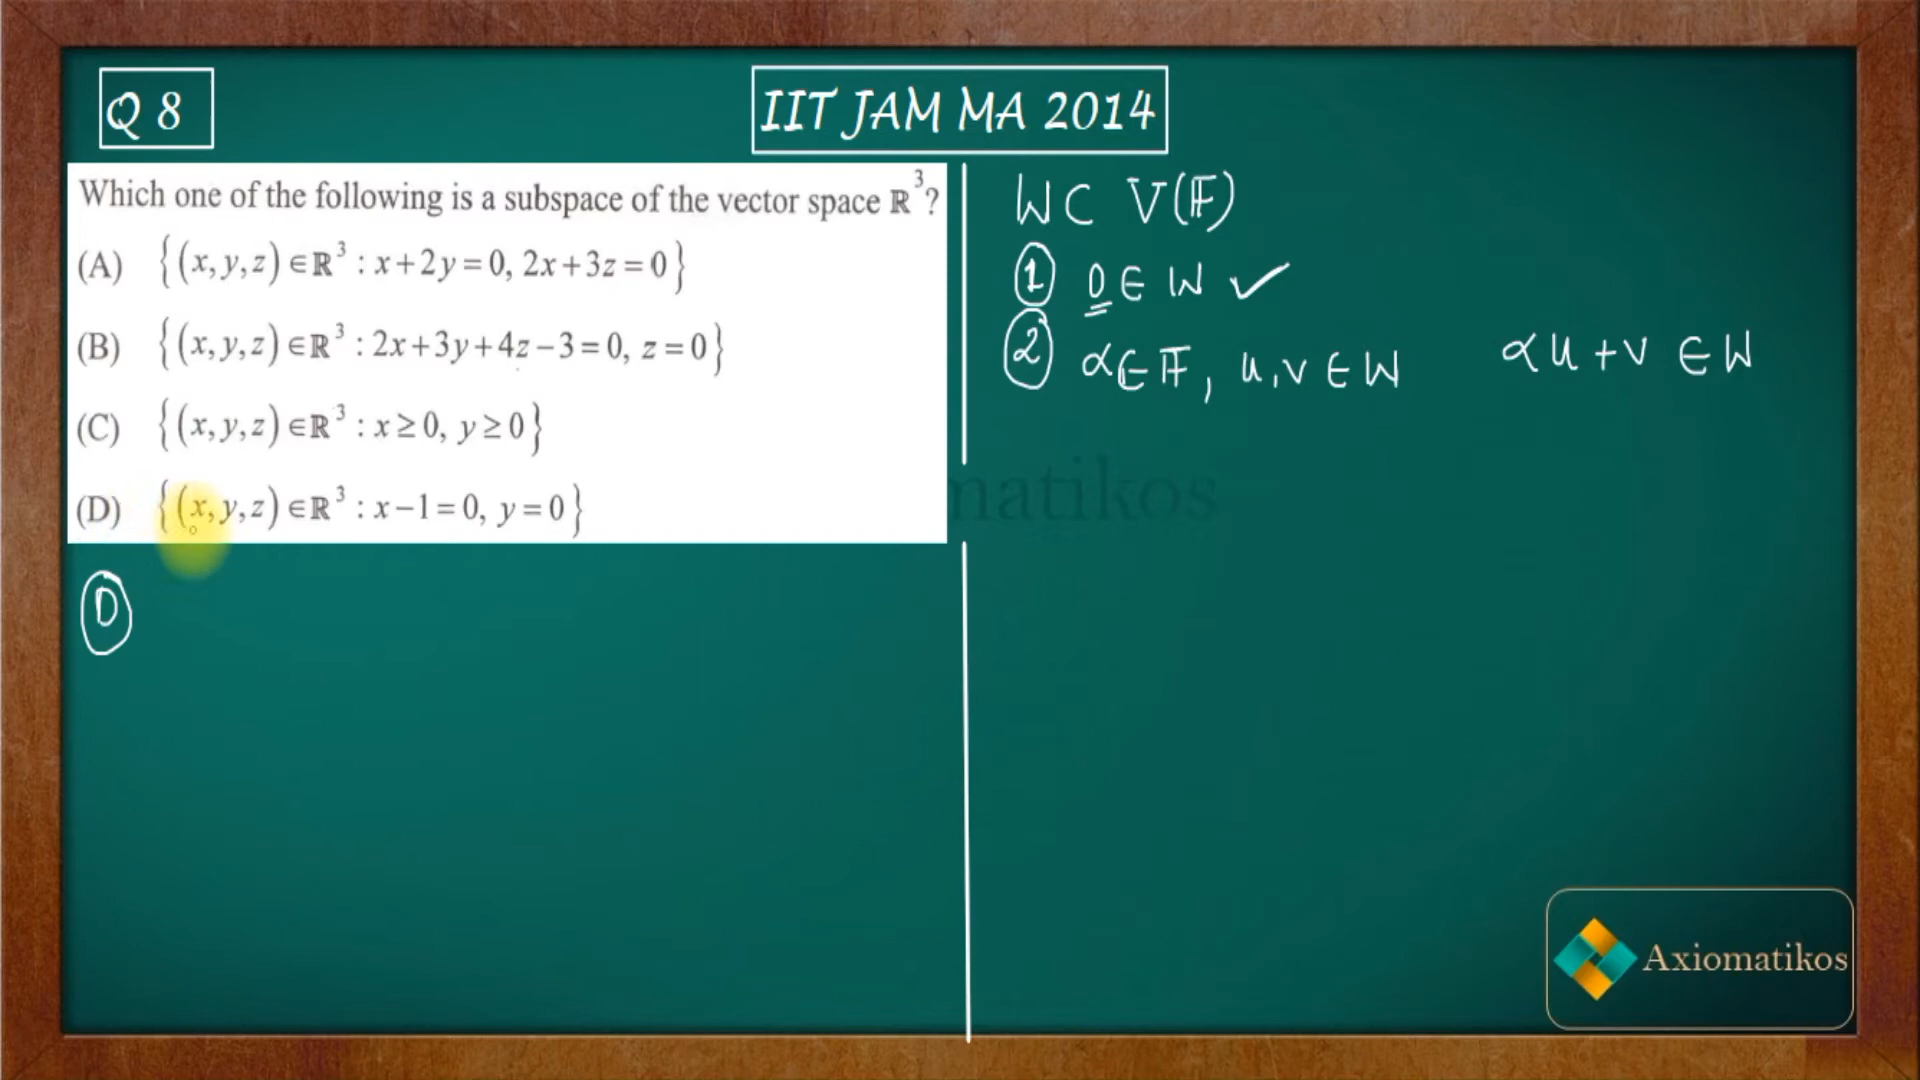 Q 8
IIT JAM MA 2014
Which one of the following is a subspace of the vector space ℝ³?
(A) {(x, y, z) ∈ ℝ³ : x + 2y = 0, 2x + 3z = 0}
(B) {(x, y, z) ∈ ℝ³ : 2x + 3y + 4z − 3 = 0, z = 0}
(C) {(x, y, z) ∈ ℝ³ : x ≥ 0, y ≥ 0}
(D) {(x, y, z) ∈ ℝ³ : x − 1 = 0, y = 0}
D
W ⊂ V(𝔽)
① 0 ∈ W ✓
② α ∈ 𝔽, u, v ∈ W αu + v ∈ W
matikos
Axiomatikos